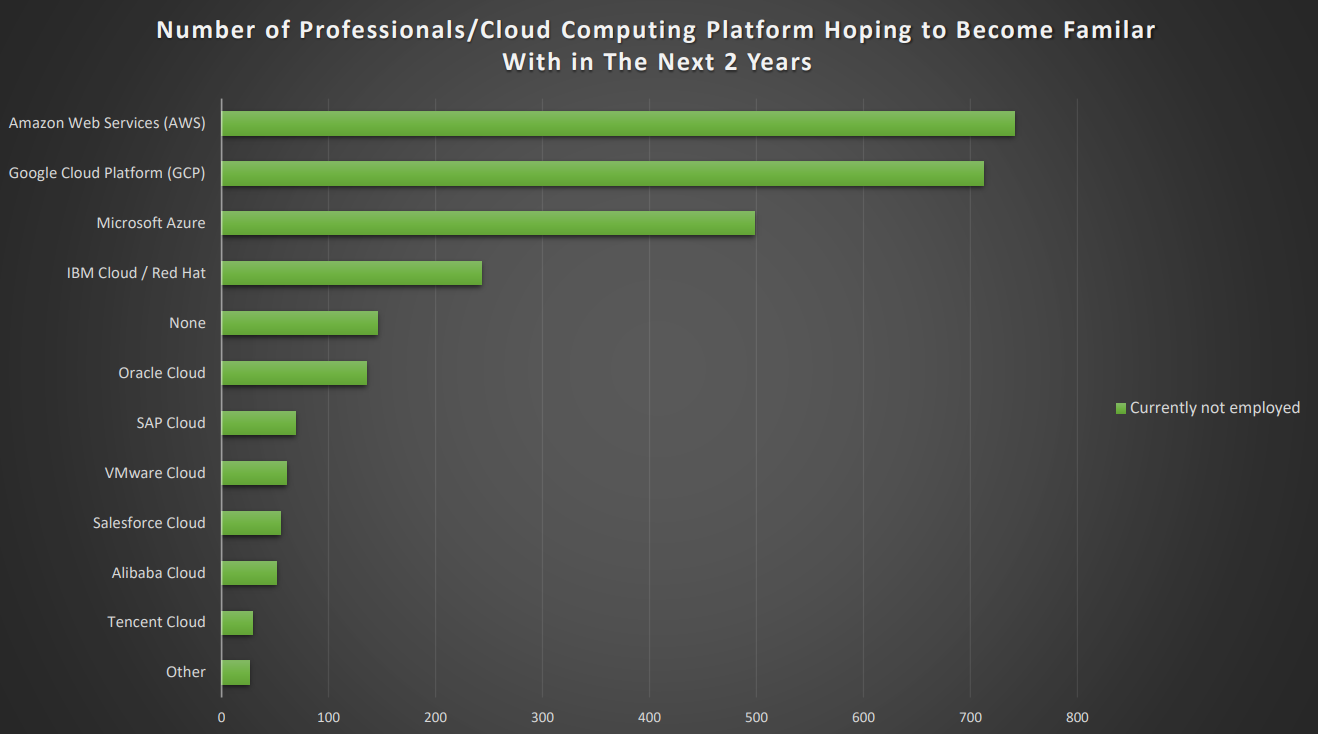 Number of Professionals/Cloud Computing Platform Hoping to Become Familar
With in The Next 2 Years
Amazon Web Services (AWS)
Google Cloud Platform (GCP)
Microsoft Azure
IBM Cloud / Red Hat
None
Oracle Cloud
SAP Cloud
VMware Cloud
Salesforce Cloud
Alibaba Cloud
Tencent Cloud
Other
Currently not employed
0 100 200 300 400 500 600 700 800